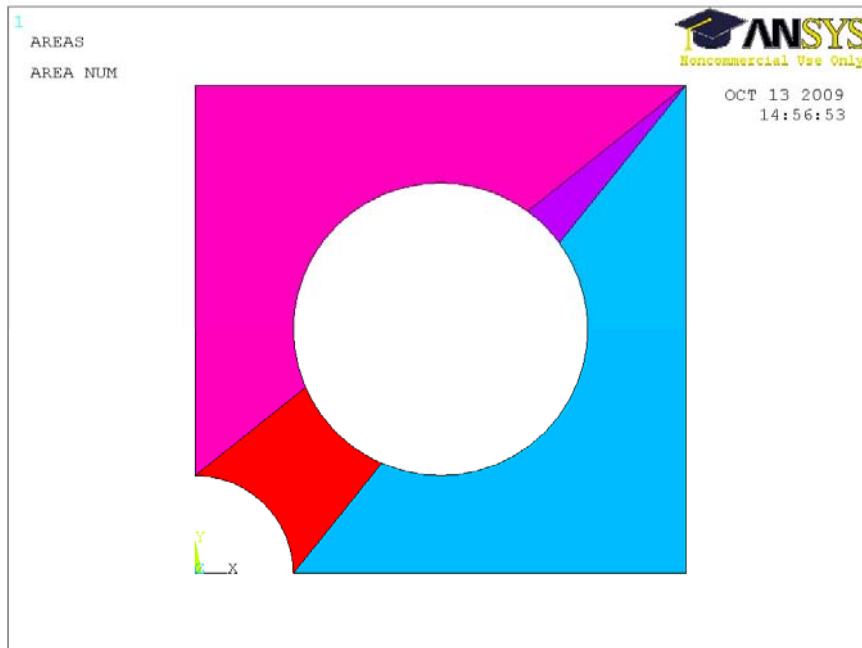 1
AREAS
AREA NUM
ANSYS
Noncommercial Use Only
OCT 13 2009
14:56:53
Y
Z X